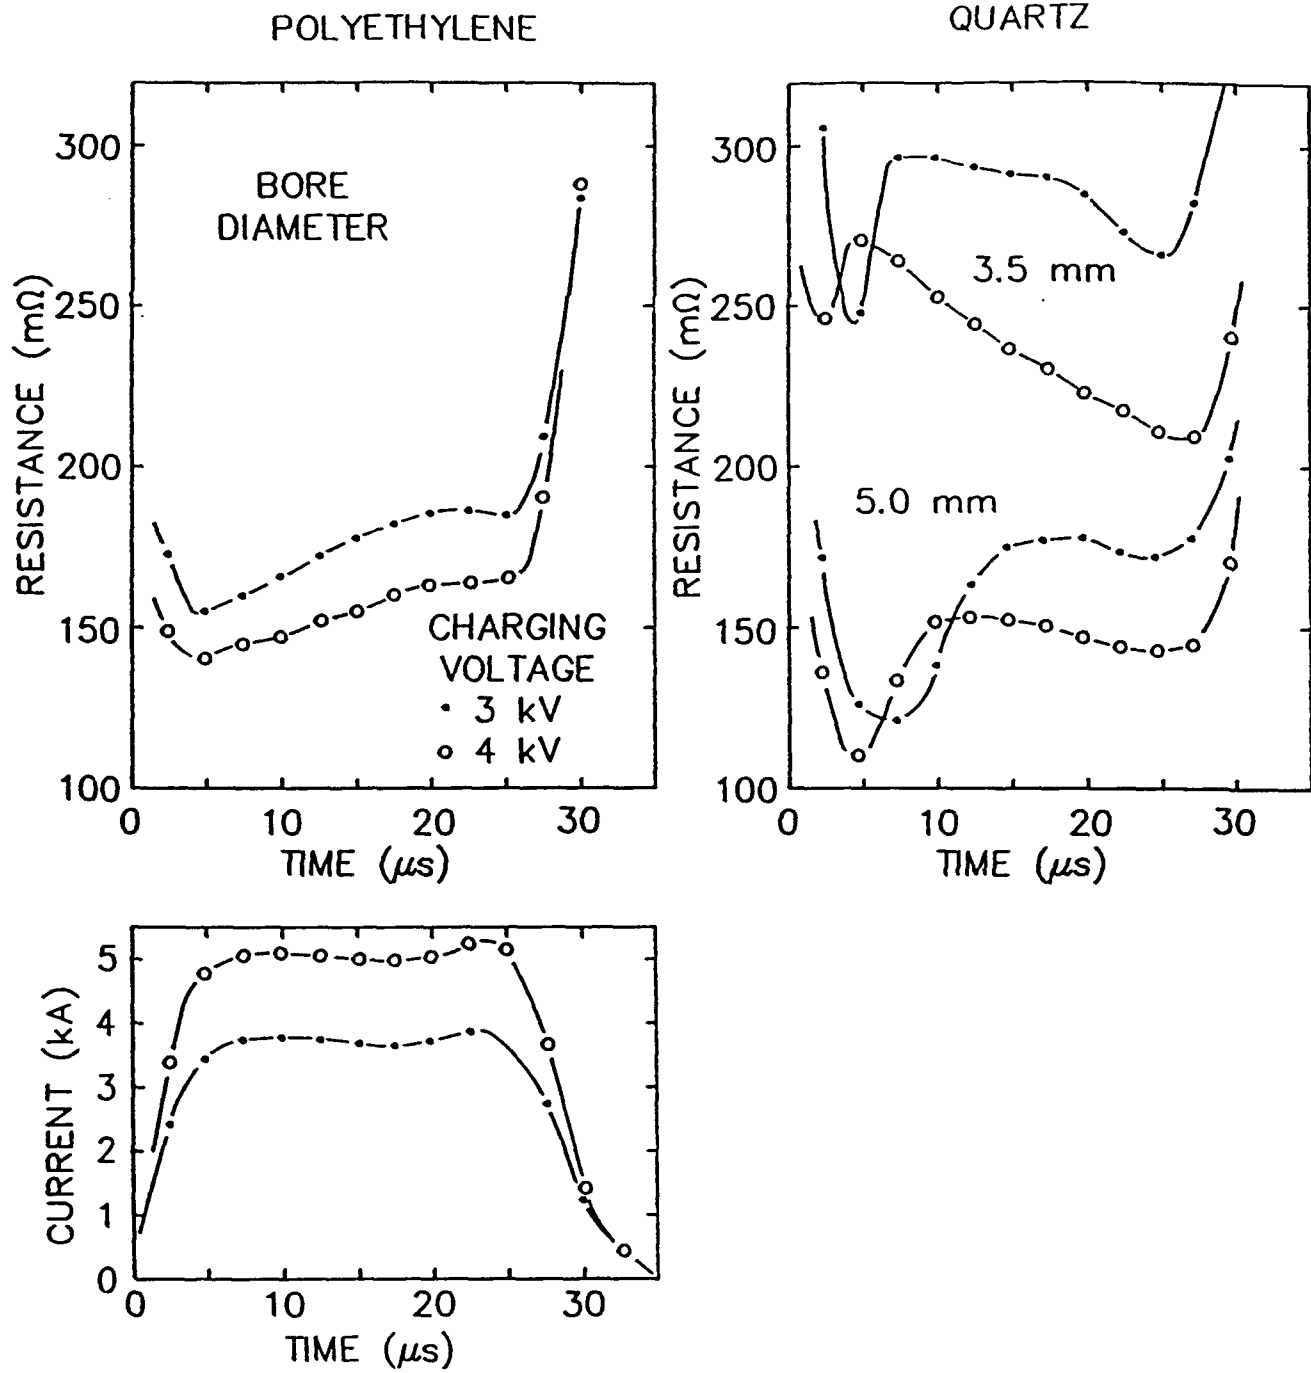 POLYETHYLENE
QUARTZ
RESISTANCE (mΩ)
300
250
200
150
100
BORE
DIAMETER
CHARGING
VOLTAGE
3 kV
4 kV
0 10 20 30
TIME (μs)
RESISTANCE (mΩ)
300
250
200
150
100
3.5 mm
5.0 mm
0 10 20 30
TIME (μs)
CURRENT (kA)
5
4
3
2
1
0
0 10 20 30
TIME (μs)